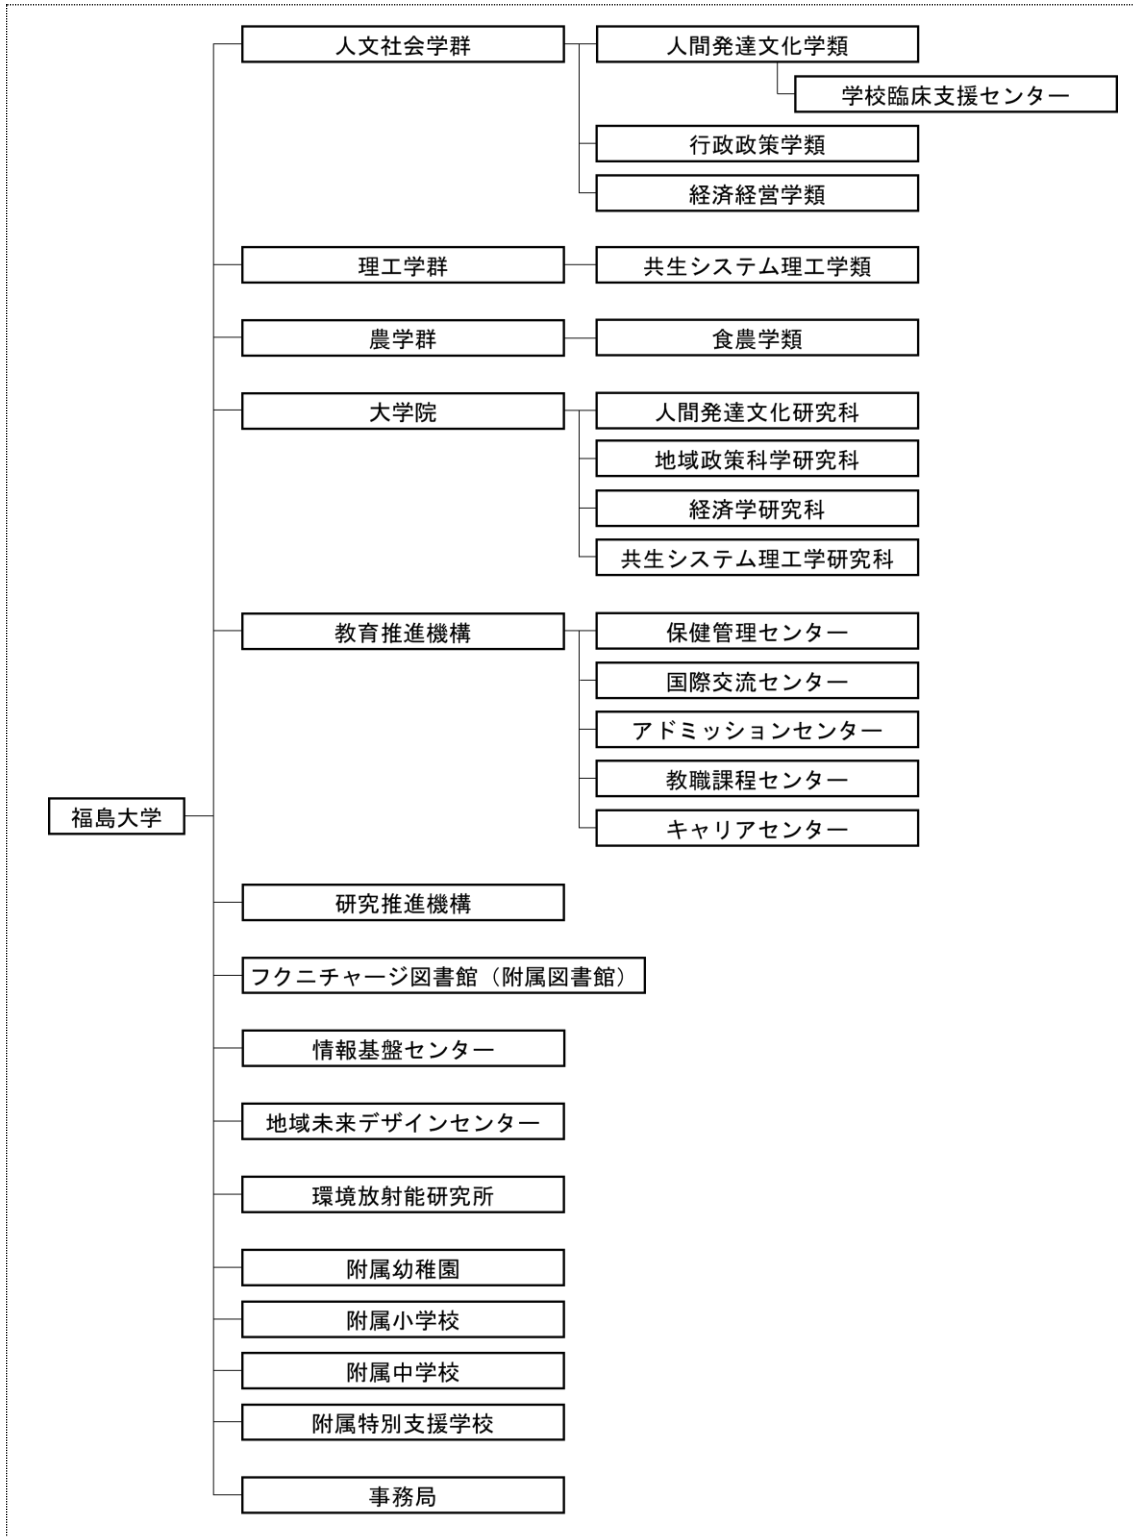 人文社会学群
人間発達文化学類
学校臨床支援センター
行政政策学類
経済経営学類
理工学群
共生システム理工学類
農学群
食農学類
大学院
人間発達文化研究科
地域政策科学研究科
経済学研究科
共生システム理工学研究科
教育推進機構
保健管理センター
国際交流センター
アドミッションセンター
教職課程センター
キャリアセンター
福島大学
研究推進機構
フクニチャージ図書館（附属図書館）
情報基盤センター
地域未来デザインセンター
環境放射能研究所
附属幼稚園
附属小学校
附属中学校
附属特別支援学校
事務局